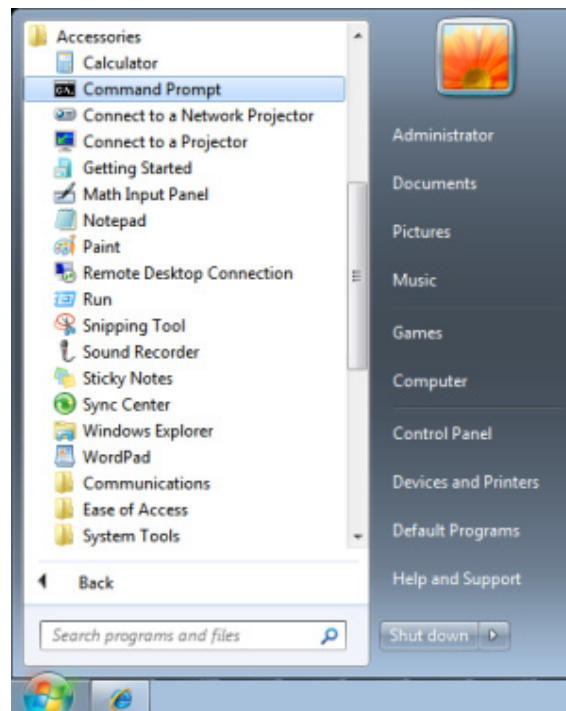 Accessories
Calculator
Command Prompt
Connect to a Network Projector
Connect to a Projector
Getting Started
Math Input Panel
Notepad
Paint
Remote Desktop Connection
Run
Snipping Tool
Sound Recorder
Sticky Notes
Sync Center
Windows Explorer
WordPad
Communications
Ease of Access
System Tools
Back
Search programs and files
Administrator
Documents
Pictures
Music
Games
Computer
Control Panel
Devices and Printers
Default Programs
Help and Support
Shut down